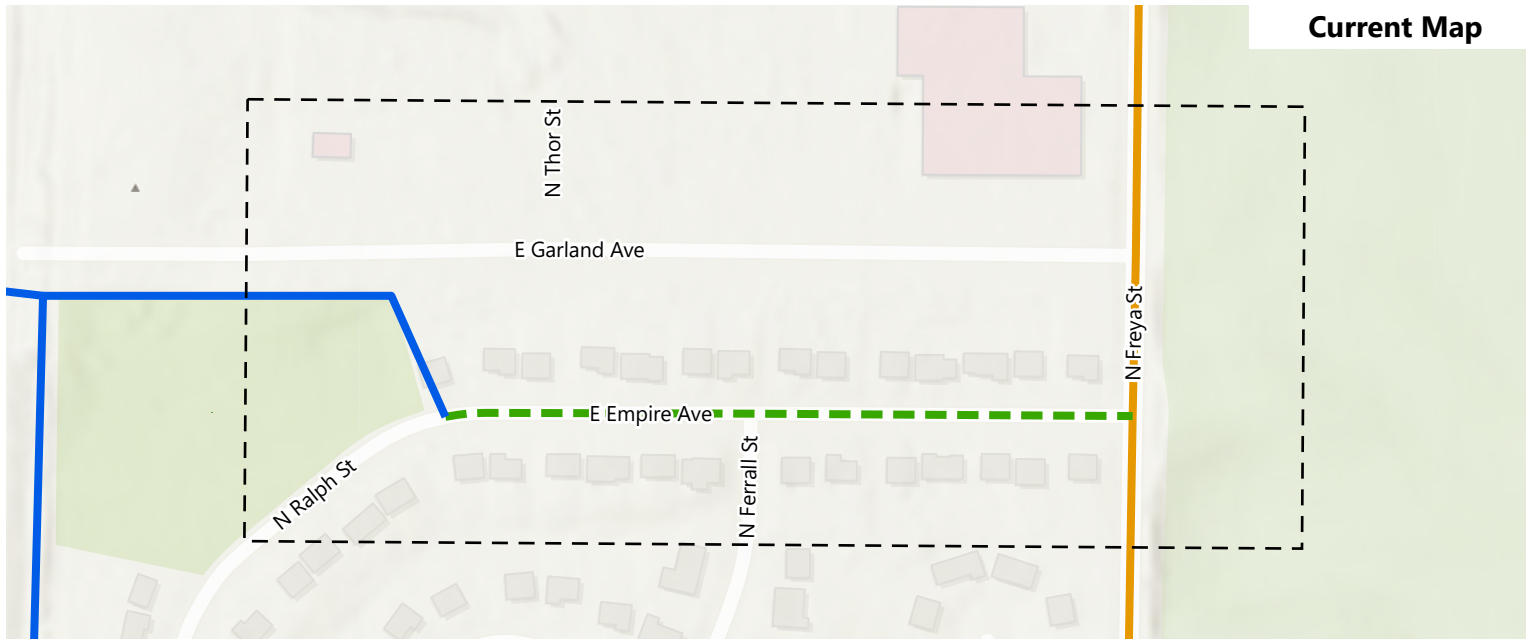 Current Map
N Thor St
E Garland Ave
N Freya St
E Empire Ave
N Ferrall St
N Ralph St